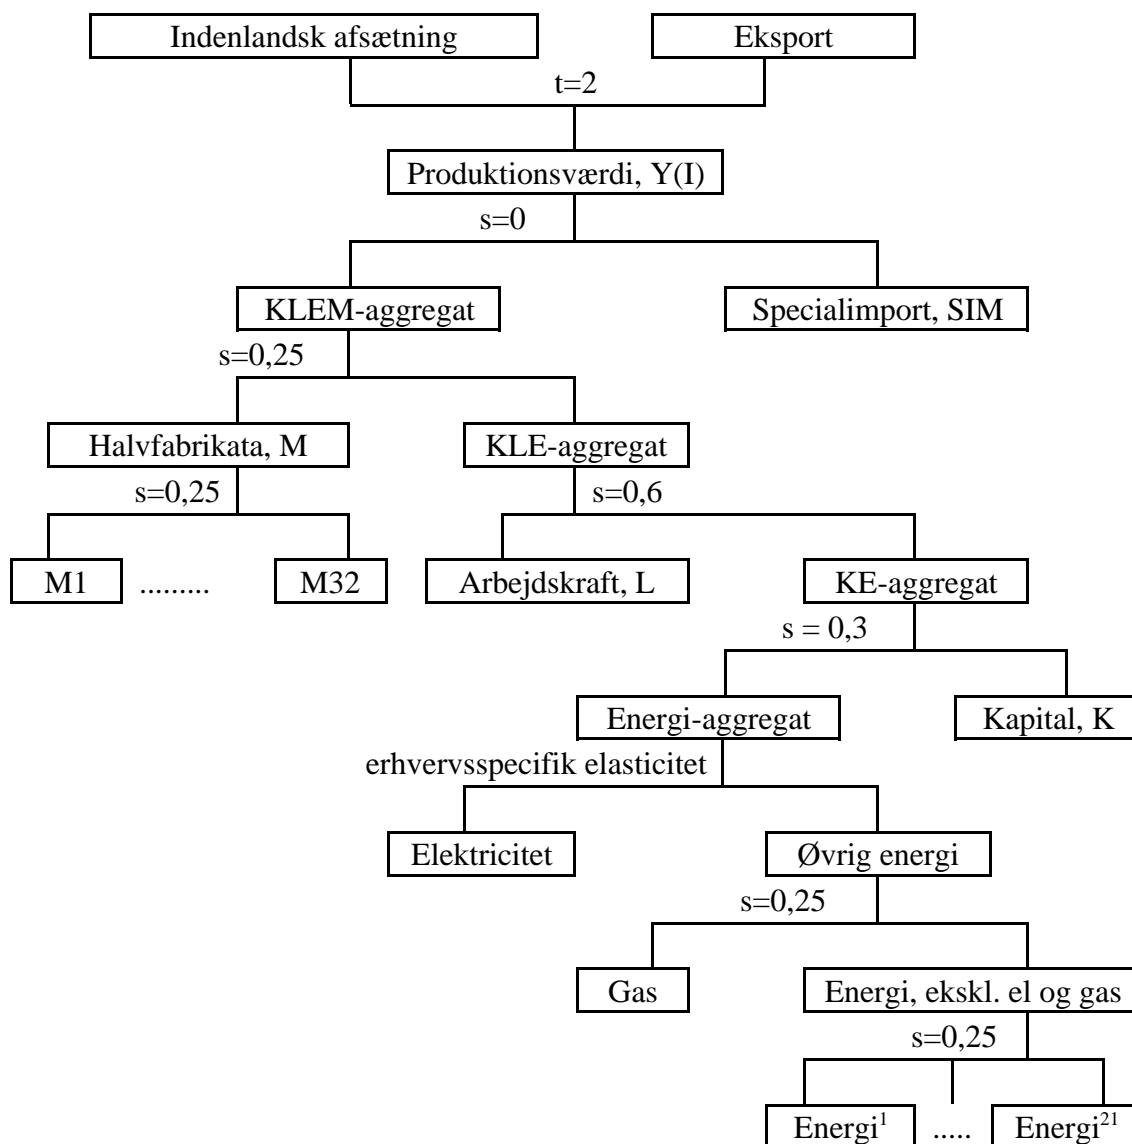 Indenlandsk afsætning Eksport
t=2
Produktionsværdi, Y(I)
s=0
KLEM-aggregat Specialimport, SIM
s=0,25
Halvfabrikata, M KLE-aggregat
s=0,25 s=0,6
M1 ......... M32 Arbejdskraft, L KE-aggregat
s = 0,3
Energi-aggregat Kapital, K
erhvervsspecifik elasticitet
Elektricitet Øvrig energi
s=0,25
Gas Energi, ekskl. el og gas
s=0,25
Energi¹ ..... Energi²¹